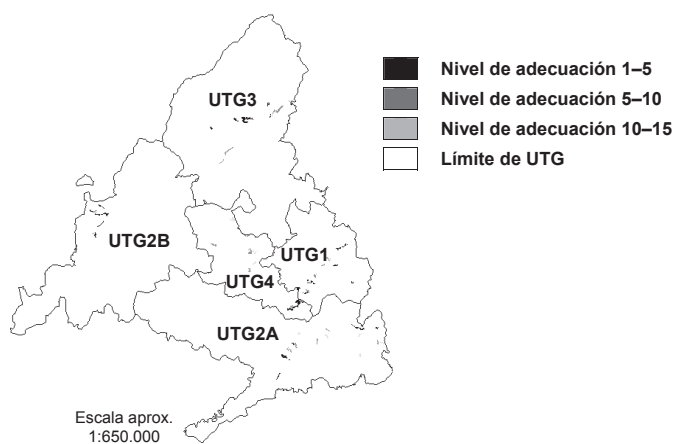 UTG3
Nivel de adecuación 1–5
Nivel de adecuación 5–10
Nivel de adecuación 10–15
Límite de UTG
UTG2B
UTG1
UTG4
UTG2A
Escala aprox.
1:650.000